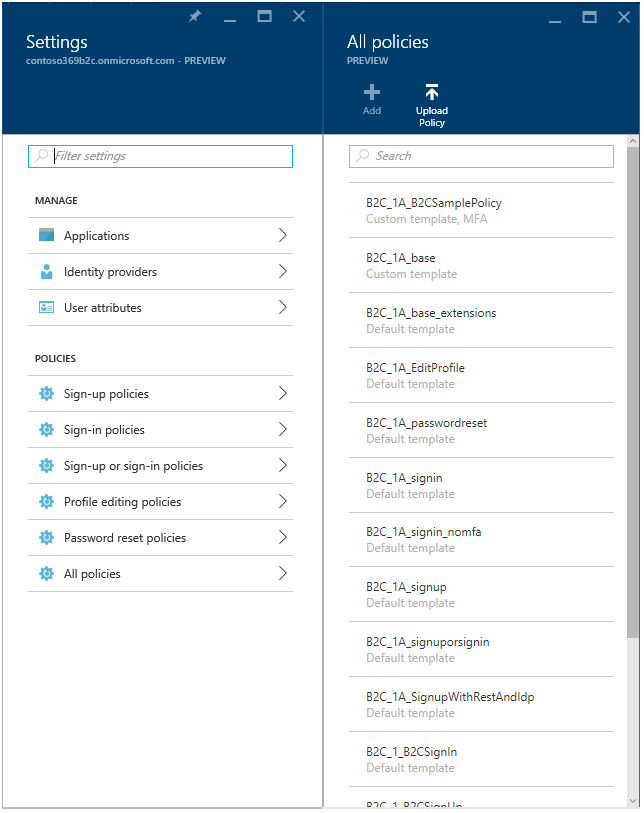 Settings
contoso369b2c.onmicrosoft.com - PREVIEW
Filter settings
MANAGE
Applications
Identity providers
User attributes
POLICIES
Sign-up policies
Sign-in policies
Sign-up or sign-in policies
Profile editing policies
Password reset policies
All policies
All policies
PREVIEW
Add
Upload
Policy
Search
B2C_1A_B2CSamplePolicy
Custom template, MFA
B2C_1A_base
Custom template
B2C_1A_base_extensions
Default template
B2C_1A_EditProfile
Default template
B2C_1A_passwordreset
Default template
B2C_1A_signin
Default template
B2C_1A_signin_nomfa
Default template
B2C_1A_signup
Default template
B2C_1A_signuporsignin
Default template
B2C_1A_SignupWithRestAndIdp
Default template
B2C_1_B2CSignIn
Default template
B2C_1_B2CSignUp